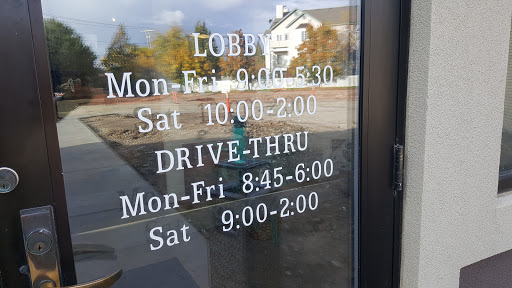 LOBBY
Mon-Fri 9:00-5:30
Sat 10:00-2:00
DRIVE-THRU
Mon-Fri 8:45-6:00
Sat 9:00-2:00